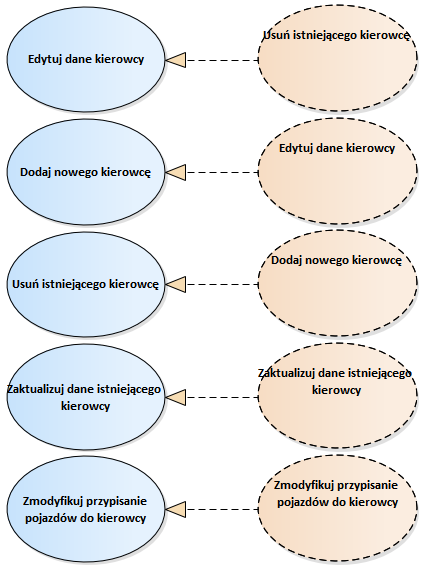 Edytuj dane kierowcy
Usuń istniejącego kierowcę
Dodaj nowego kierowcę
Edytuj dane kierowcy
Usuń istniejącego kierowcę
Dodaj nowego kierowcę
Zaktualizuj dane istniejącego
kierowcy
Zaktualizuj dane istniejącego
kierowcy
Zmodyfikuj przypisanie
pojazdów do kierowcy
Zmodyfikuj przypisanie
pojazdów do kierowcy